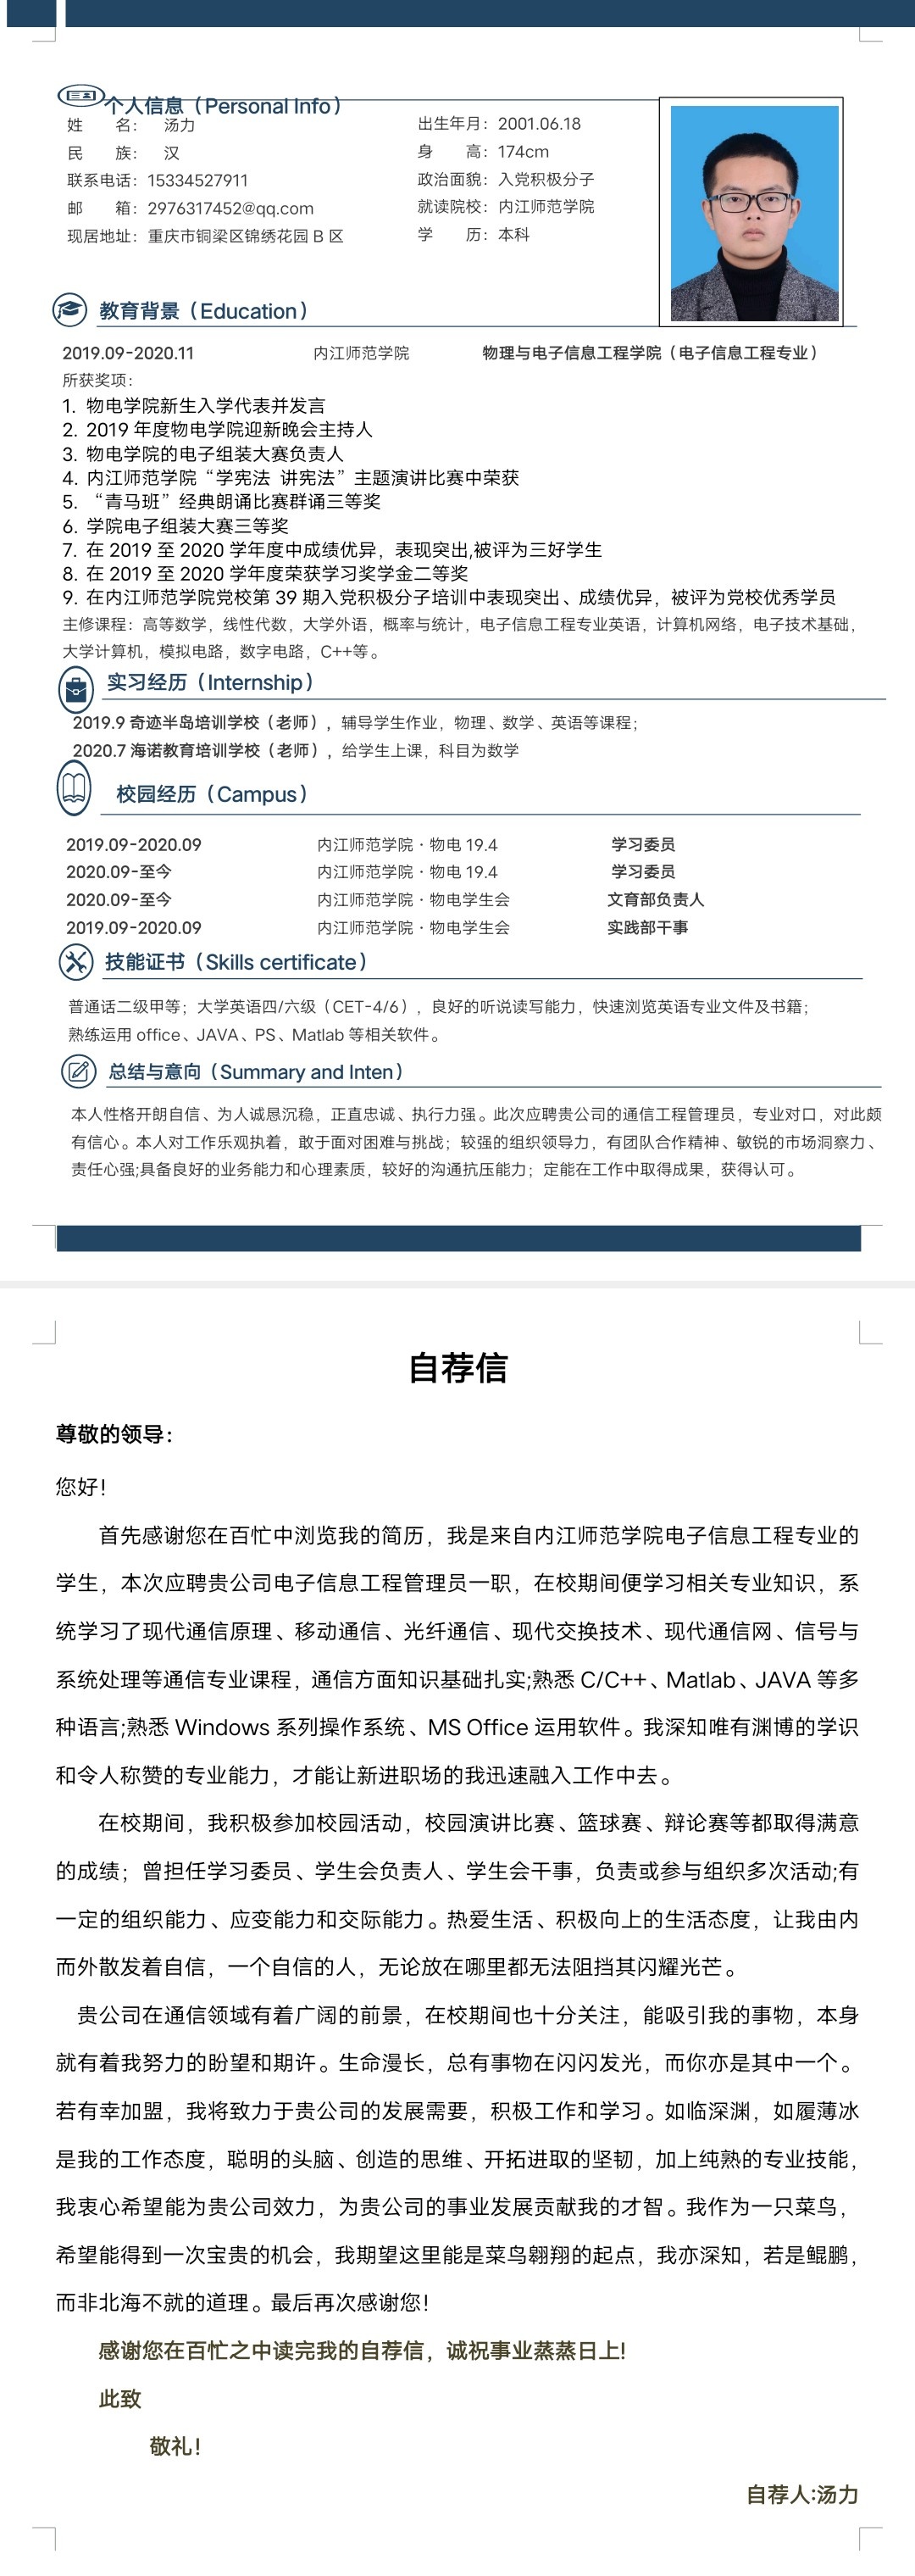 个人信息（Personal Info）
姓 名： 汤力
出生年月：2001.06.18
民 族： 汉
身 高：174cm
联系电话：15334527911
政治面貌：入党积极分子
邮 箱：2976317452@qq.com
就读院校：内江师范学院
现居地址：重庆市铜梁区锦绣花园 B 区
学 历：本科
教育背景（Education）
2019.09-2020.11 内江师范学院 物理与电子信息工程学院（电子信息工程专业）
所获奖项：
1. 物电学院新生入学代表并发言
2. 2019 年度物电学院迎新晚会主持人
3. 物电学院的电子组装大赛负责人
4. 内江师范学院“学宪法 讲宪法”主题演讲比赛中荣获
5. “青马班”经典朗诵比赛群诵三等奖
6. 学院电子组装大赛三等奖
7. 在 2019 至 2020 学年度中成绩优异，表现突出,被评为三好学生
8. 在 2019 至 2020 学年度荣获学习奖学金二等奖
9. 在内江师范学院党校第 39 期入党积极分子培训中表现突出、成绩优异，被评为党校优秀学员
主修课程：高等数学，线性代数，大学外语，概率与统计，电子信息工程专业英语，计算机网络，电子技术基础，
大学计算机，模拟电路，数字电路，C++等。
实习经历（Internship）
2019.9 奇迹半岛培训学校（老师），辅导学生作业，物理、数学、英语等课程；
2020.7 海诺教育培训学校（老师），给学生上课，科目为数学
校园经历（Campus）
2019.09-2020.09 内江师范学院·物电 19.4 学习委员
2020.09-至今 内江师范学院·物电 19.4 学习委员
2020.09-至今 内江师范学院·物电学生会 文育部负责人
2019.09-2020.09 内江师范学院·物电学生会 实践部干事
技能证书（Skills certificate）
普通话二级甲等；大学英语四/六级（CET-4/6），良好的听说读写能力，快速浏览英语专业文件及书籍；
熟练运用 office、JAVA、PS、Matlab 等相关软件。
总结与意向（Summary and Inten）
本人性格开朗自信、为人诚恳沉稳，正直忠诚、执行力强。此次应聘贵公司的通信工程管理员，专业对口，对此颇
有信心。本人对工作乐观执着，敢于面对困难与挑战；较强的组织领导力，有团队合作精神、敏锐的市场洞察力、
责任心强;具备良好的业务能力和心理素质，较好的沟通抗压能力；定能在工作中取得成果，获得认可。
自荐信
尊敬的领导：
您好！
首先感谢您在百忙中浏览我的简历，我是来自内江师范学院电子信息工程专业的
学生，本次应聘贵公司电子信息工程管理员一职，在校期间便学习相关专业知识，系
统学习了现代通信原理、移动通信、光纤通信、现代交换技术、现代通信网、信号与
系统处理等通信专业课程，通信方面知识基础扎实;熟悉 C/C++、Matlab、JAVA 等多
种语言;熟悉 Windows 系列操作系统、MS Office 运用软件。我深知唯有渊博的学识
和令人称赞的专业能力，才能让新进职场的我迅速融入工作中去。
在校期间，我积极参加校园活动，校园演讲比赛、篮球赛、辩论赛等都取得满意
的成绩；曾担任学习委员、学生会负责人、学生会干事，负责或参与组织多次活动;有
一定的组织能力、应变能力和交际能力。热爱生活、积极向上的生活态度，让我由内
而外散发着自信，一个自信的人，无论放在哪里都无法阻挡其闪耀光芒。
贵公司在通信领域有着广阔的前景，在校期间也十分关注，能吸引我的事物，本身
就有着我努力的盼望和期许。生命漫长，总有事物在闪闪发光，而你亦是其中一个。
若有幸加盟，我将致力于贵公司的发展需要，积极工作和学习。如临深渊，如履薄冰
是我的工作态度，聪明的头脑、创造的思维、开拓进取的坚韧，加上纯熟的专业技能，
我衷心希望能为贵公司效力，为贵公司的事业发展贡献我的才智。我作为一只菜鸟，
希望能得到一次宝贵的机会，我期望这里能是菜鸟翱翔的起点，我亦深知，若是鲲鹏，
而非北海不就的道理。最后再次感谢您！
感谢您在百忙之中读完我的自荐信，诚祝事业蒸蒸日上!
此致
敬礼！
自荐人:汤力